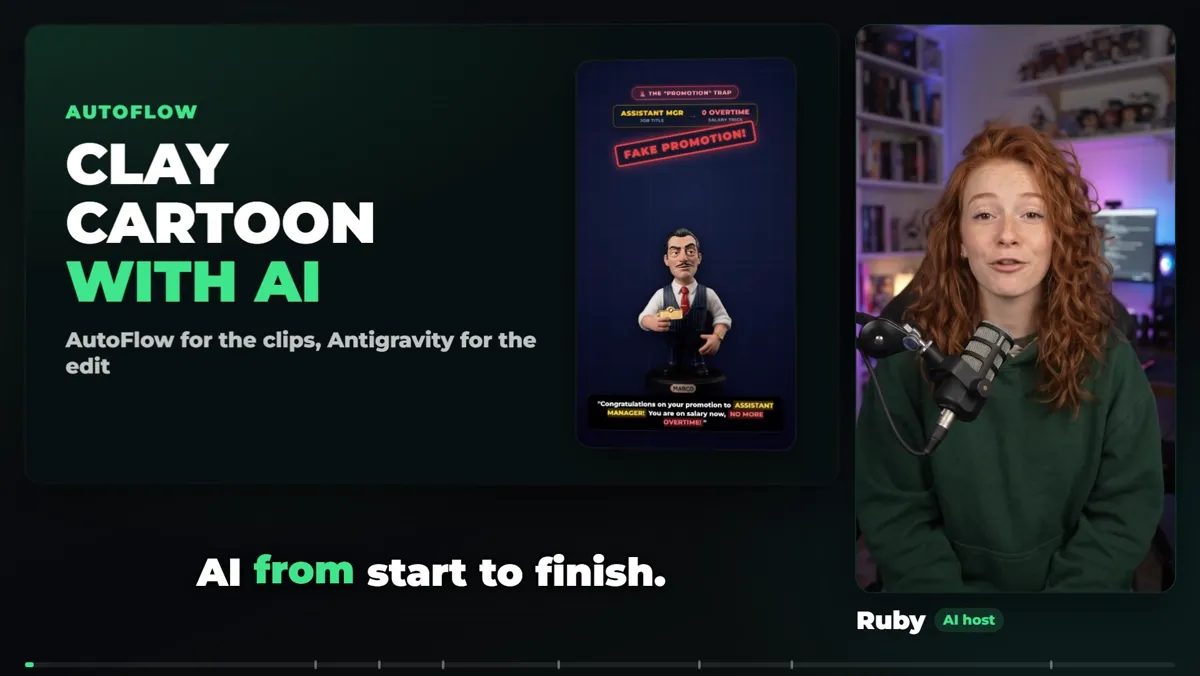 AUTOFLOW
CLAY
CARTOON
WITH AI
AutoFlow for the clips, Antigravity for the
edit
THE "PROMOTION" TRAP
ASSISTANT MGR
JOB TITLE
0 OVERTIME
FAKE PROMOTION!
MARCO
"Congratulations on your promotion to ASSISTANT
MANAGER! You are on salary now, NO MORE
OVERTIME! "
AI from start to finish.
Ruby
AI host